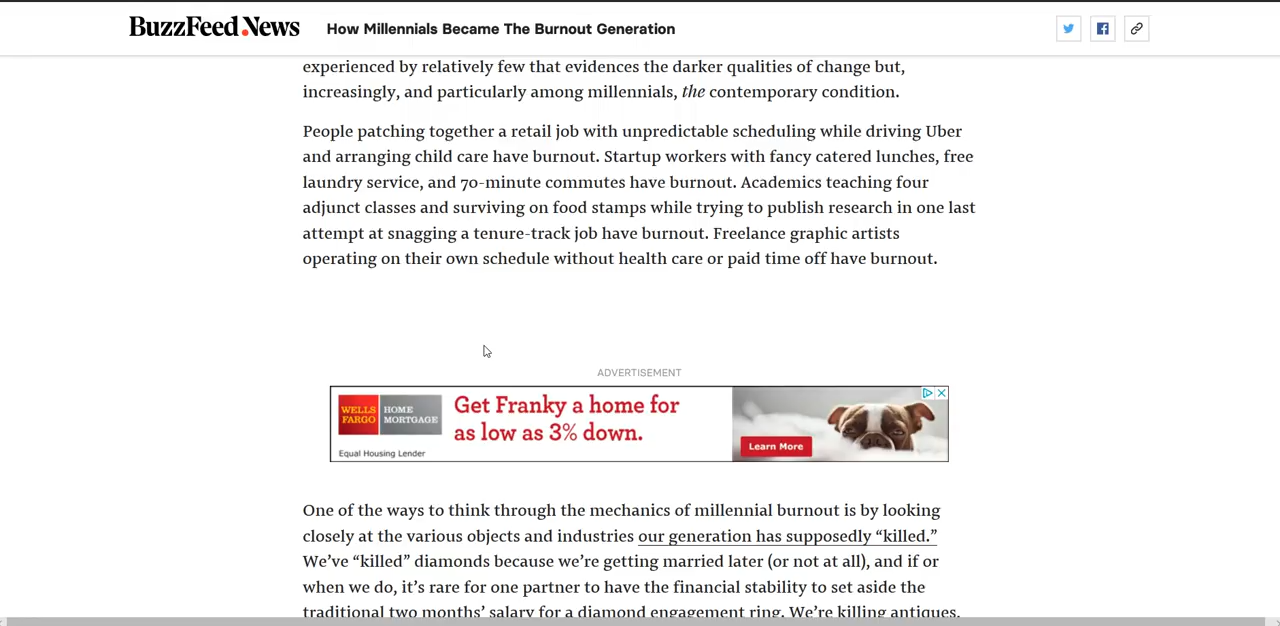 BuzzFeed News How Millennials Became The Burnout Generation
experienced by relatively few that evidences the darker qualities of change but,
increasingly, and particularly among millennials, the contemporary condition.
People patching together a retail job with unpredictable scheduling while driving Uber
and arranging child care have burnout. Startup workers with fancy catered lunches, free
laundry service, and 70-minute commutes have burnout. Academics teaching four
adjunct classes and surviving on food stamps while trying to publish research in one last
attempt at snagging a tenure-track job have burnout. Freelance graphic artists
operating on their own schedule without health care or paid time off have burnout.
ADVERTISEMENT
WELLS
FARGO
HOME
MORTGAGE
Equal Housing Lender
Get Franky a home for
as low as 3% down.
Learn More
One of the ways to think through the mechanics of millennial burnout is by looking
closely at the various objects and industries our generation has supposedly “killed.”
We’ve “killed” diamonds because we’re getting married later (or not at all), and if or
when we do, it’s rare for one partner to have the financial stability to set aside the
traditional two months’ salary for a diamond engagement ring. We’re killing antiques,